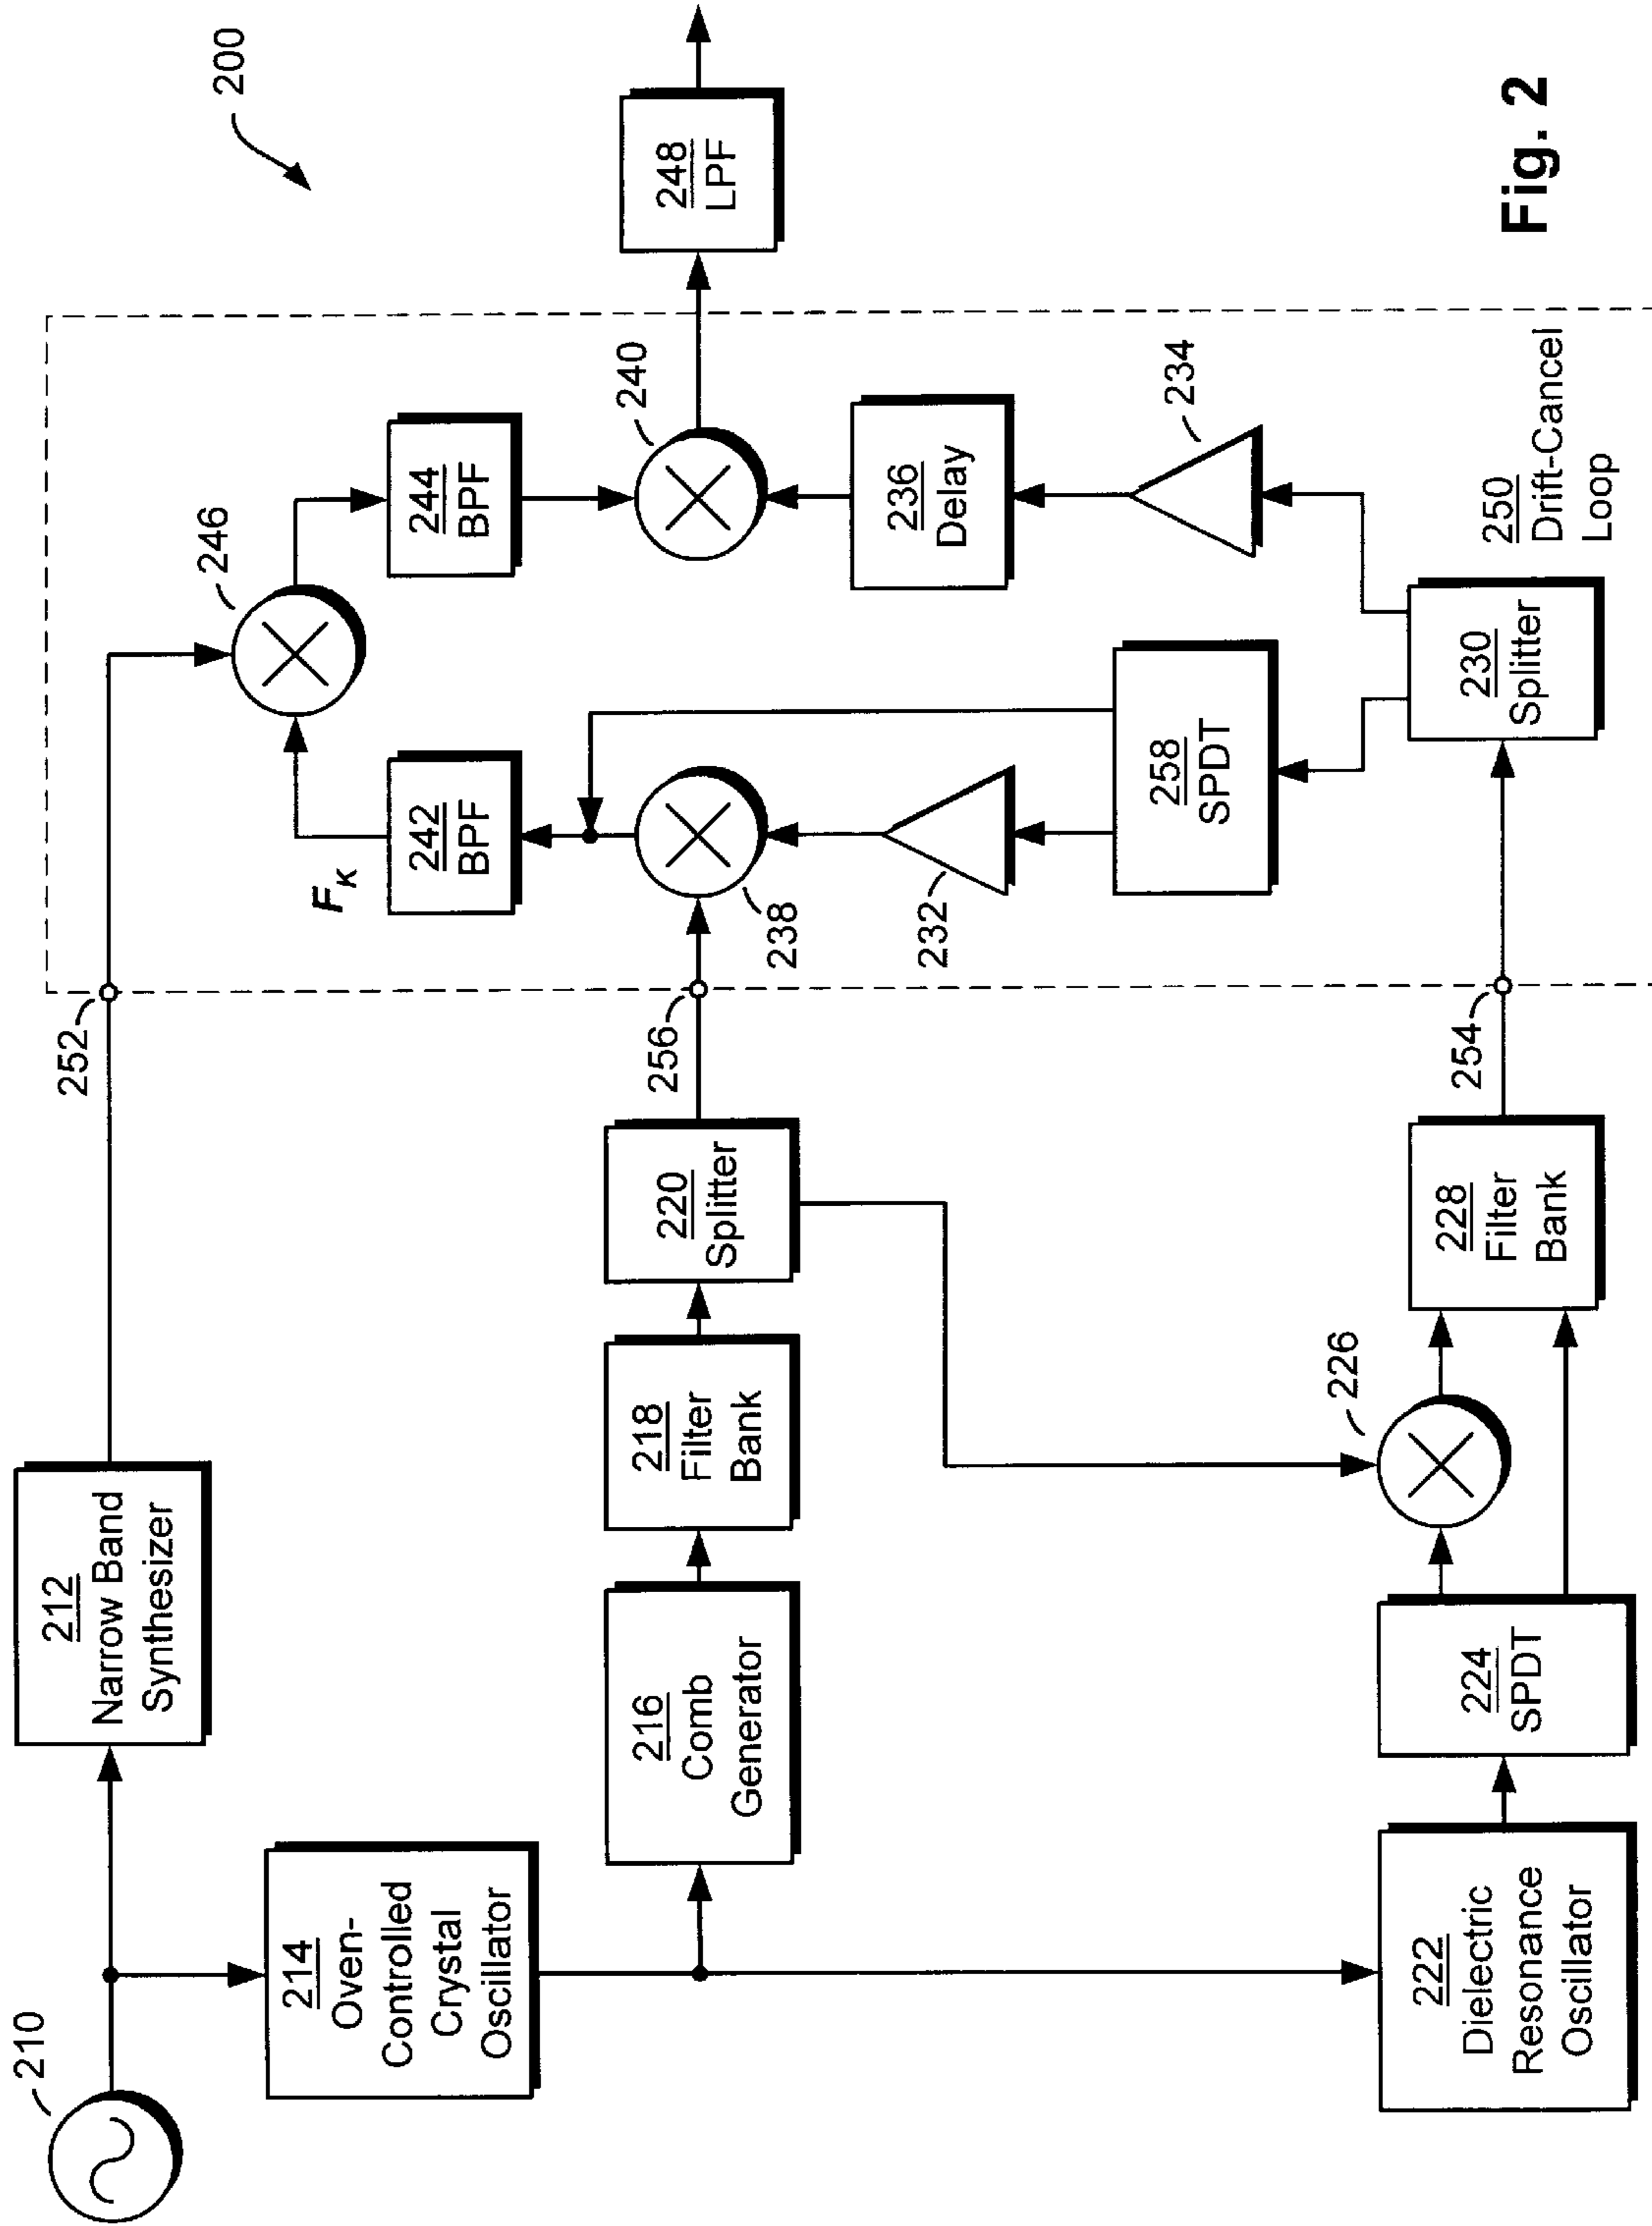 200
210
212
Narrow Band
Synthesizer
252
246
214
Oven-
Controlled
Crystal
Oscillator
F_K
242
BPF
244
BPF
240
248
LPF
216
Comb
Generator
218
Filter
Bank
220
Splitter
256
238
232
236
Delay
234
258
SPDT
222
Dielectric
Resonance
Oscillator
224
SPDT
226
228
Filter
Bank
254
230
Splitter
250
Drift-Cancel
Loop
Fig. 2